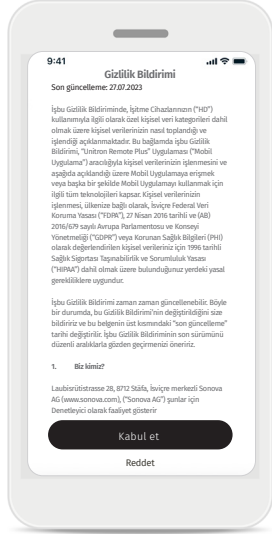 9:41
Gizlilik Bildirimi
Son güncelleme: 27.07.2023
İşbu Gizlilik Bildiriminde, İşitme Cihazlarınızın ("HD")
kullanımıyla ilgili olarak özel kişisel veri kategorileri dahil
olmak üzere kişisel verilerinizin nasıl toplandığı ve
işlendiği açıklanmaktadır. Bu bağlamda işbu Gizlilik
Bildirimi, "Unitron Remote Plus" Uygulaması ("Mobil
Uygulama") aracılığıyla kişisel verilerinizin işlenmesini ve
aşağıda açıklandığı üzere Mobil Uygulamaya erişmek
veya başka bir şekilde Mobil Uygulamayı kullanmak için
ilgili tüm teknolojileri kapsar. Kişisel verilerinizin
işlenmesi, ülkenize bağlı olarak, İsviçre Federal Veri
Koruma Yasası ("FDPA"), 27 Nisan 2016 tarihli ve (AB)
2016/679 sayılı Avrupa Parlamentosu ve Konseyi
Yönetmeliği ("GDPR") veya Korunan Sağlık Bilgileri (PHI)
olarak değerlendirilen kişisel verileriniz için 1996 tarihli
Sağlık Sigortası Taşınabilirlik ve Sorumluluk Yasası
("HIPAA") dahil olmak üzere bulunduğunuz yerdeki yasal
gerekliliklere uygundur.
İşbu Gizlilik Bildirimi zaman zaman güncellenebilir. Böyle
bir durumda, bu Gizlilik Bildirimi'nin değiştirildiğini size
bildiririz ve bu belgenin üst kısmındaki "son güncelleme"
tarihi değiştirilir. İşbu Gizlilik Bildiriminin son sürümünü
düzenli aralıklarla gözden geçirmenizi öneririz.
1. Biz kimiz?
Laubisrütistrasse 28, 8712 Stäfa, İsviçre merkezli Sonova
AG (www.sonova.com), ("Sonova AG") şunlar için
Denetleyici olarak faaliyet gösterir
Kabul et
Reddet